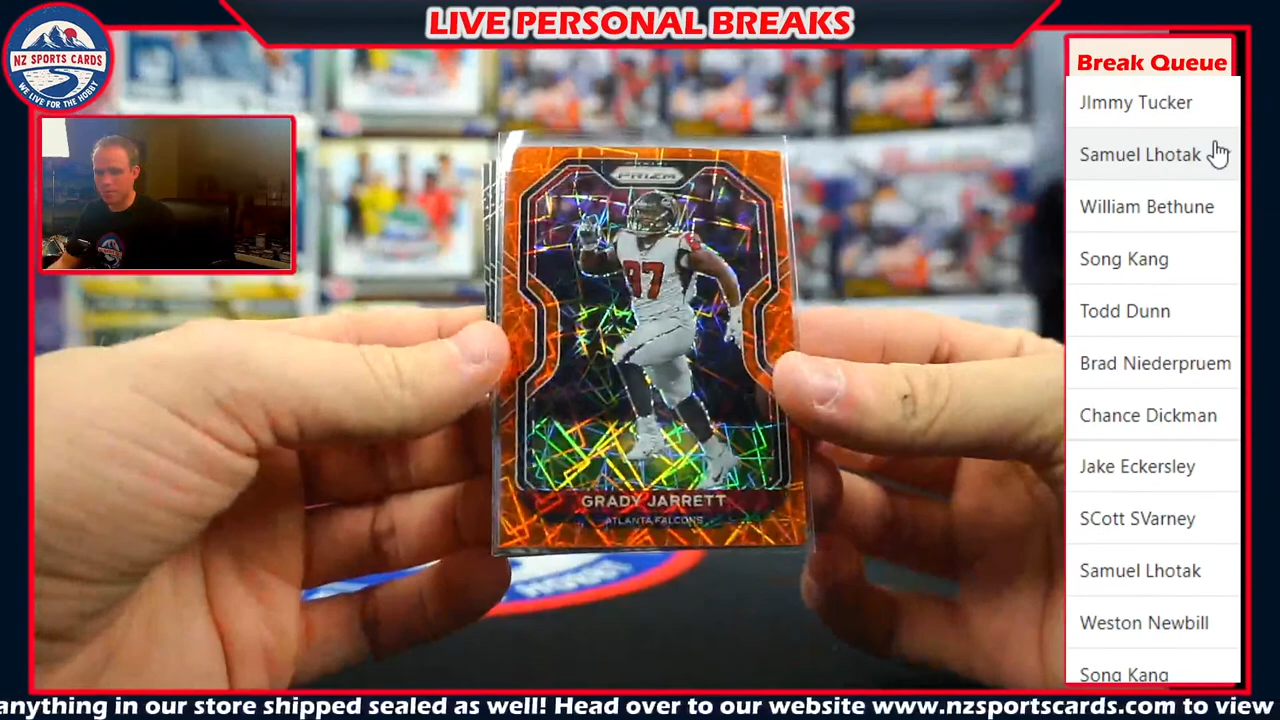 LIVE PERSONAL BREAKS
NZ SPORTS CARDS
WE LIVE FOR THE HOBBY
Break Queue
JImmy Tucker
Samuel Lhotak
William Bethune
Song Kang
Todd Dunn
Brad Niederpruem
Chance Dickman
Jake Eckersley
SCott SVarney
Samuel Lhotak
Weston Newbill
Song Kang
PRIZM
97
GRADY JARRETT
ATLANTA FALCONS
HOBBY
anything in our store shipped sealed as well! Head over to our website www.nzsportscards.com to view